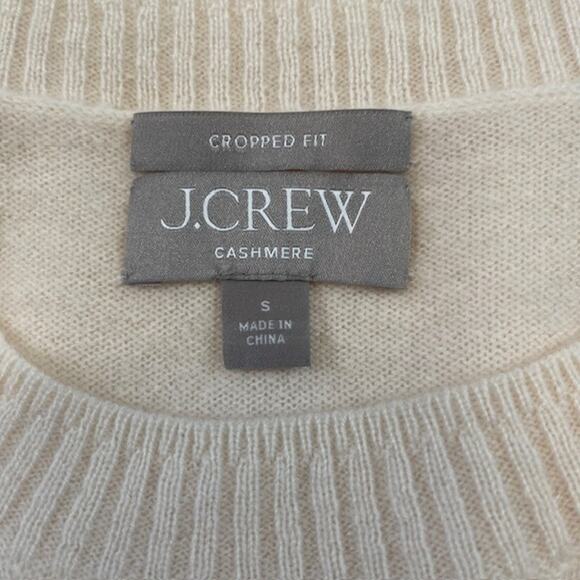 CROPPED FIT
J.CREW
CASHMERE
S
MADE IN
CHINA